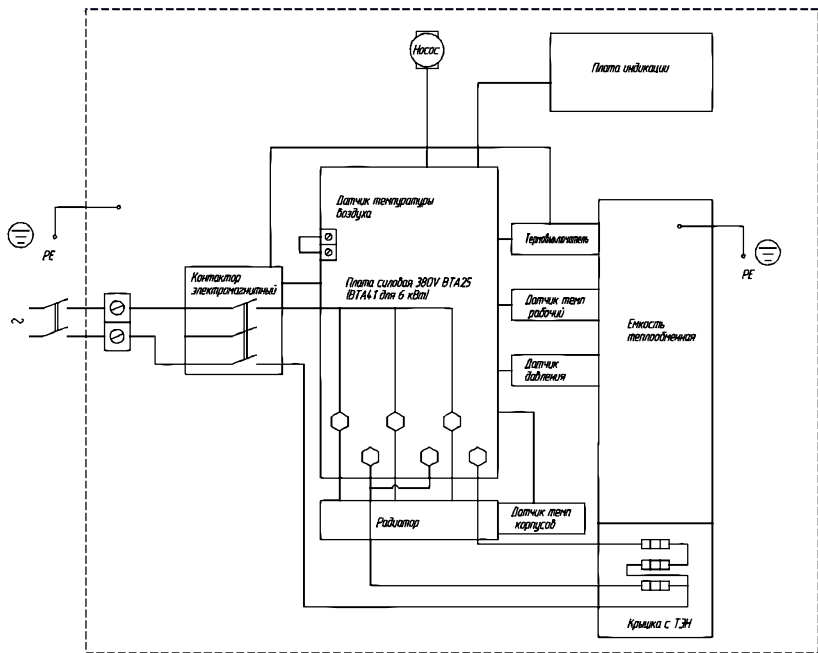 Насос
Плата индикации
Датчик темпуратуры
воздуха
PE
Термовыключатель
PE
Контактор
электромагнитный
Плата силовая 380V BTA25
(BTA41 для 6 кВт)
Датчик темп
рабочий
Емкость
теплообменная
~
Датчик
давления
Радиатор
Датчик темп
корпусов
Крышка с ТЭН